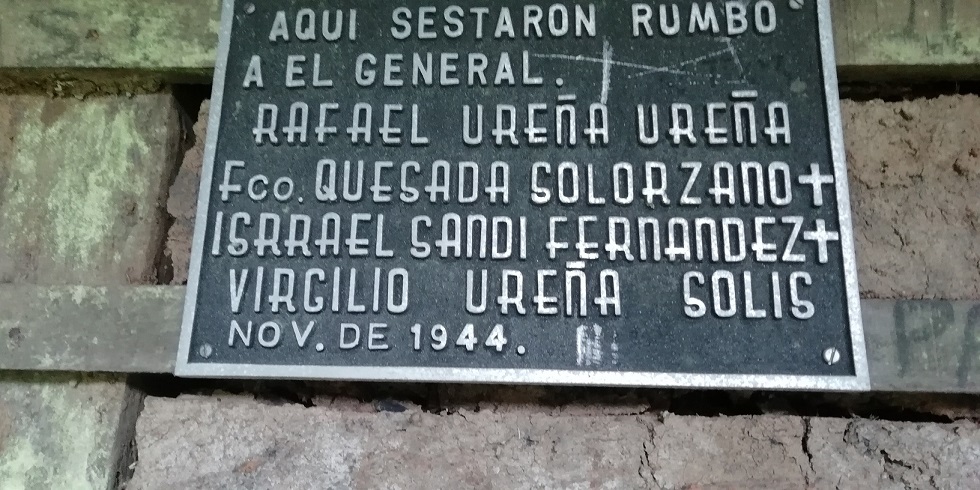 AQUI SESTARON RUMBO
A EL GENERAL.
RAFAEL UREÑA UREÑA
Fco. QUESADA SOLORZANO✝
ISRRAEL SANDI FERNANDEZ✝
VIRGILIO UREÑA SOLIS
NOV. DE 1944.